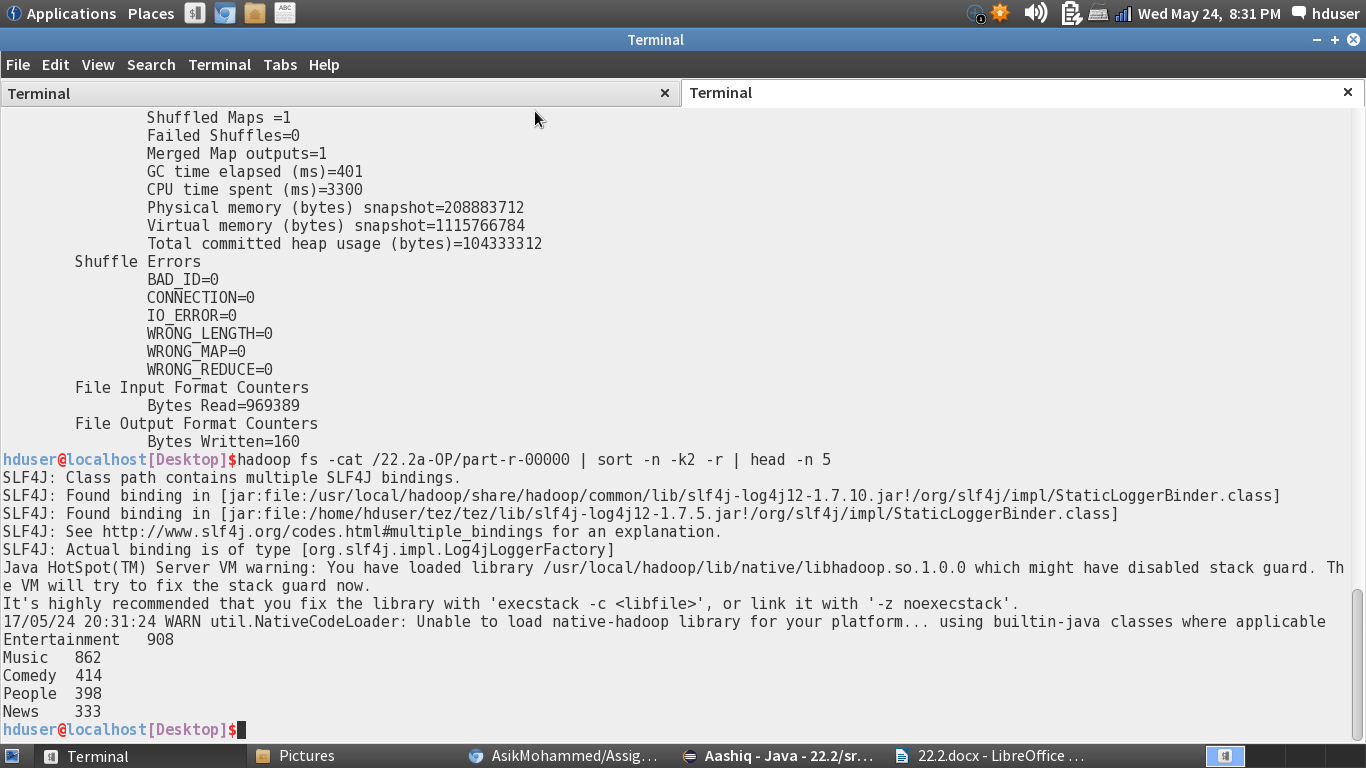 Applications Places Wed May 24, 8:31 PM hduser
Terminal
File Edit View Search Terminal Tabs Help
Terminal
Terminal
Shuffled Maps =1
Failed Shuffles=0
Merged Map outputs=1
GC time elapsed (ms)=401
CPU time spent (ms)=3300
Physical memory (bytes) snapshot=208883712
Virtual memory (bytes) snapshot=1115766784
Total committed heap usage (bytes)=104333312
Shuffle Errors
BAD_ID=0
CONNECTION=0
IO_ERROR=0
WRONG_LENGTH=0
WRONG_MAP=0
WRONG_REDUCE=0
File Input Format Counters
Bytes Read=969389
File Output Format Counters
Bytes Written=160
hduser@localhost[Desktop]$hadoop fs -cat /22.2a-OP/part-r-00000 | sort -n -k2 -r | head -n 5
SLF4J: Class path contains multiple SLF4J bindings.
SLF4J: Found binding in [jar:file:/usr/local/hadoop/share/hadoop/common/lib/slf4j-log4j12-1.7.10.jar!/org/slf4j/impl/StaticLoggerBinder.class]
SLF4J: Found binding in [jar:file:/home/hduser/tez/tez/lib/slf4j-log4j12-1.7.5.jar!/org/slf4j/impl/StaticLoggerBinder.class]
SLF4J: See http://www.slf4j.org/codes.html#multiple_bindings for an explanation.
SLF4J: Actual binding is of type [org.slf4j.impl.Log4jLoggerFactory]
Java HotSpot(TM) Server VM warning: You have loaded library /usr/local/hadoop/lib/native/libhadoop.so.1.0.0 which might have disabled stack guard. Th
e VM will try to fix the stack guard now.
It's highly recommended that you fix the library with 'execstack -c <libfile>', or link it with '-z noexecstack'.
17/05/24 20:31:24 WARN util.NativeCodeLoader: Unable to load native-hadoop library for your platform... using builtin-java classes where applicable
Entertainment 908
Music 862
Comedy 414
People 398
News 333
hduser@localhost[Desktop]$
Terminal Pictures AsikMohammed/Assig... Aashiq - Java - 22.2/sr... 22.2.docx - LibreOffice ...